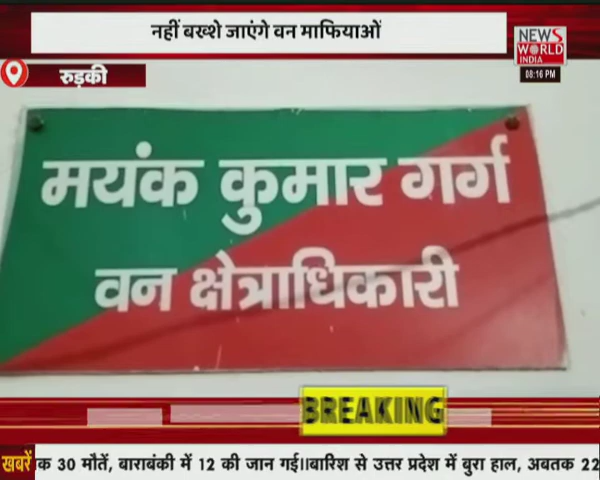 नहीं बख्शे जाएंगे वन माफियाओं
NEWS
WORLD
INDIA
08:16 PM
रुड़की
मयंक कुमार गर्ग
वन क्षेत्राधिकारी
BREAKING
खबरें क 30 मौतें, बाराबंकी में 12 की जान गई।।बारिश से उत्तर प्रदेश में बुरा हाल, अबतक 22